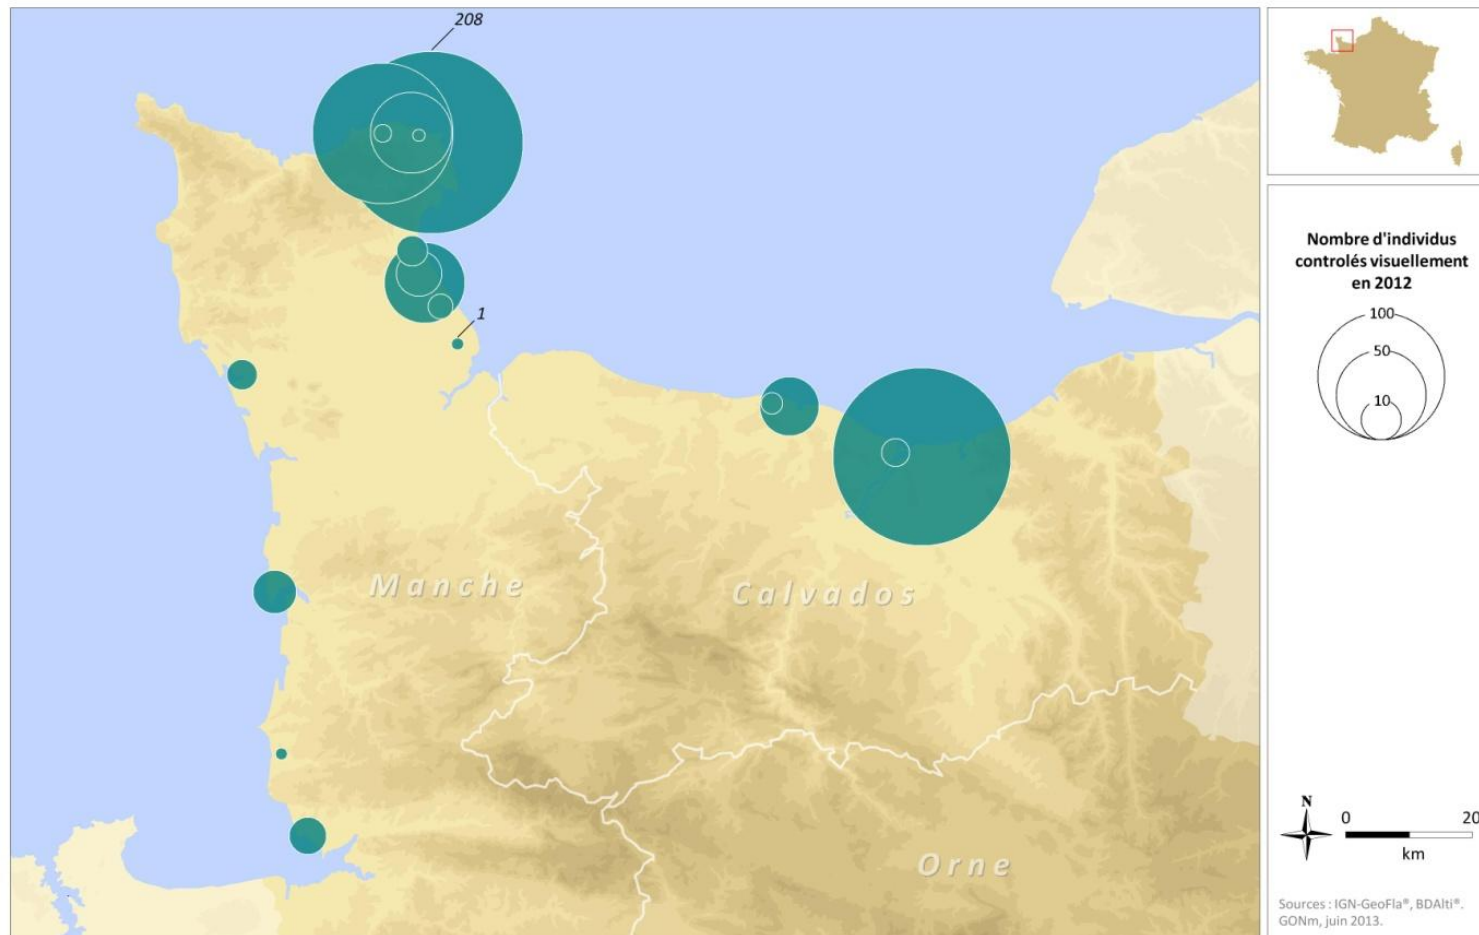 208
1
Manche
Calvados
Orne
Nombre d'individus
controlés visuellement
en 2012
100
50
10
N
0 20
km
Sources : IGN-GeoFla®, BDAlti®.
GONm, juin 2013.